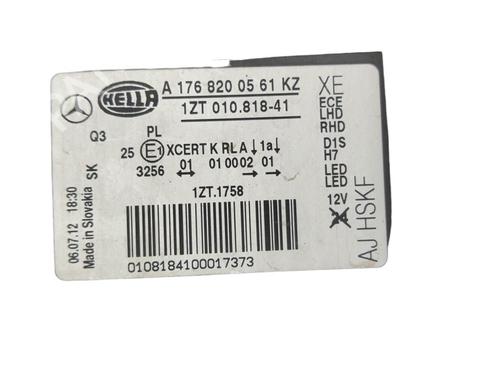 HELLA
A 176 820 05 61 KZ
1ZT 010.818-41
Q3
PL
25 E1 XCERT K RL A ↓ 1a ↓
3256 ↔ 01 01 0002 01 ↔
1ZT.1758
0108184100017373
06.07.12 18:30
Made in Slovakia SK
XE
ECE
LHD
RHD
D1S
H7
LED
LED
12V
AJ HSKF